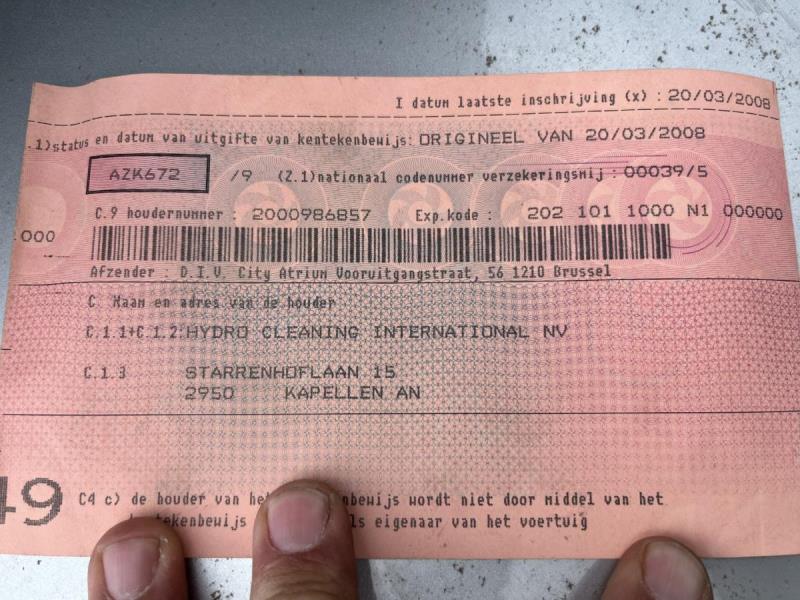 I datum laatste inschrijving (x) : 20/03/2008
.1)status en datum van uitgifte van kentekenbewijs: ORIGINEEL VAN 20/03/2008
AZK672 /9 (Z.1)nationaal codenummer verzekeringsmij : 00039/5
C.9 houdernummer : 2000986857 Exp.kode : 202 101 1000 N1 000000
.000
Afzender : D.I.V. City Atrium Vooruitgangstraat, 56 1210 Brussel
C Naam en adres van de houder
C.1.1+C.1.2:HYDRO CLEANING INTERNATIONAL NV
C.1.3 STARRENHOFLAAN 15
2950 KAPELLEN AN
49 C4 c) de houder van het kentekenbewijs wordt niet door middel van het
kentekenbewijs als eigenaar van het voertuig